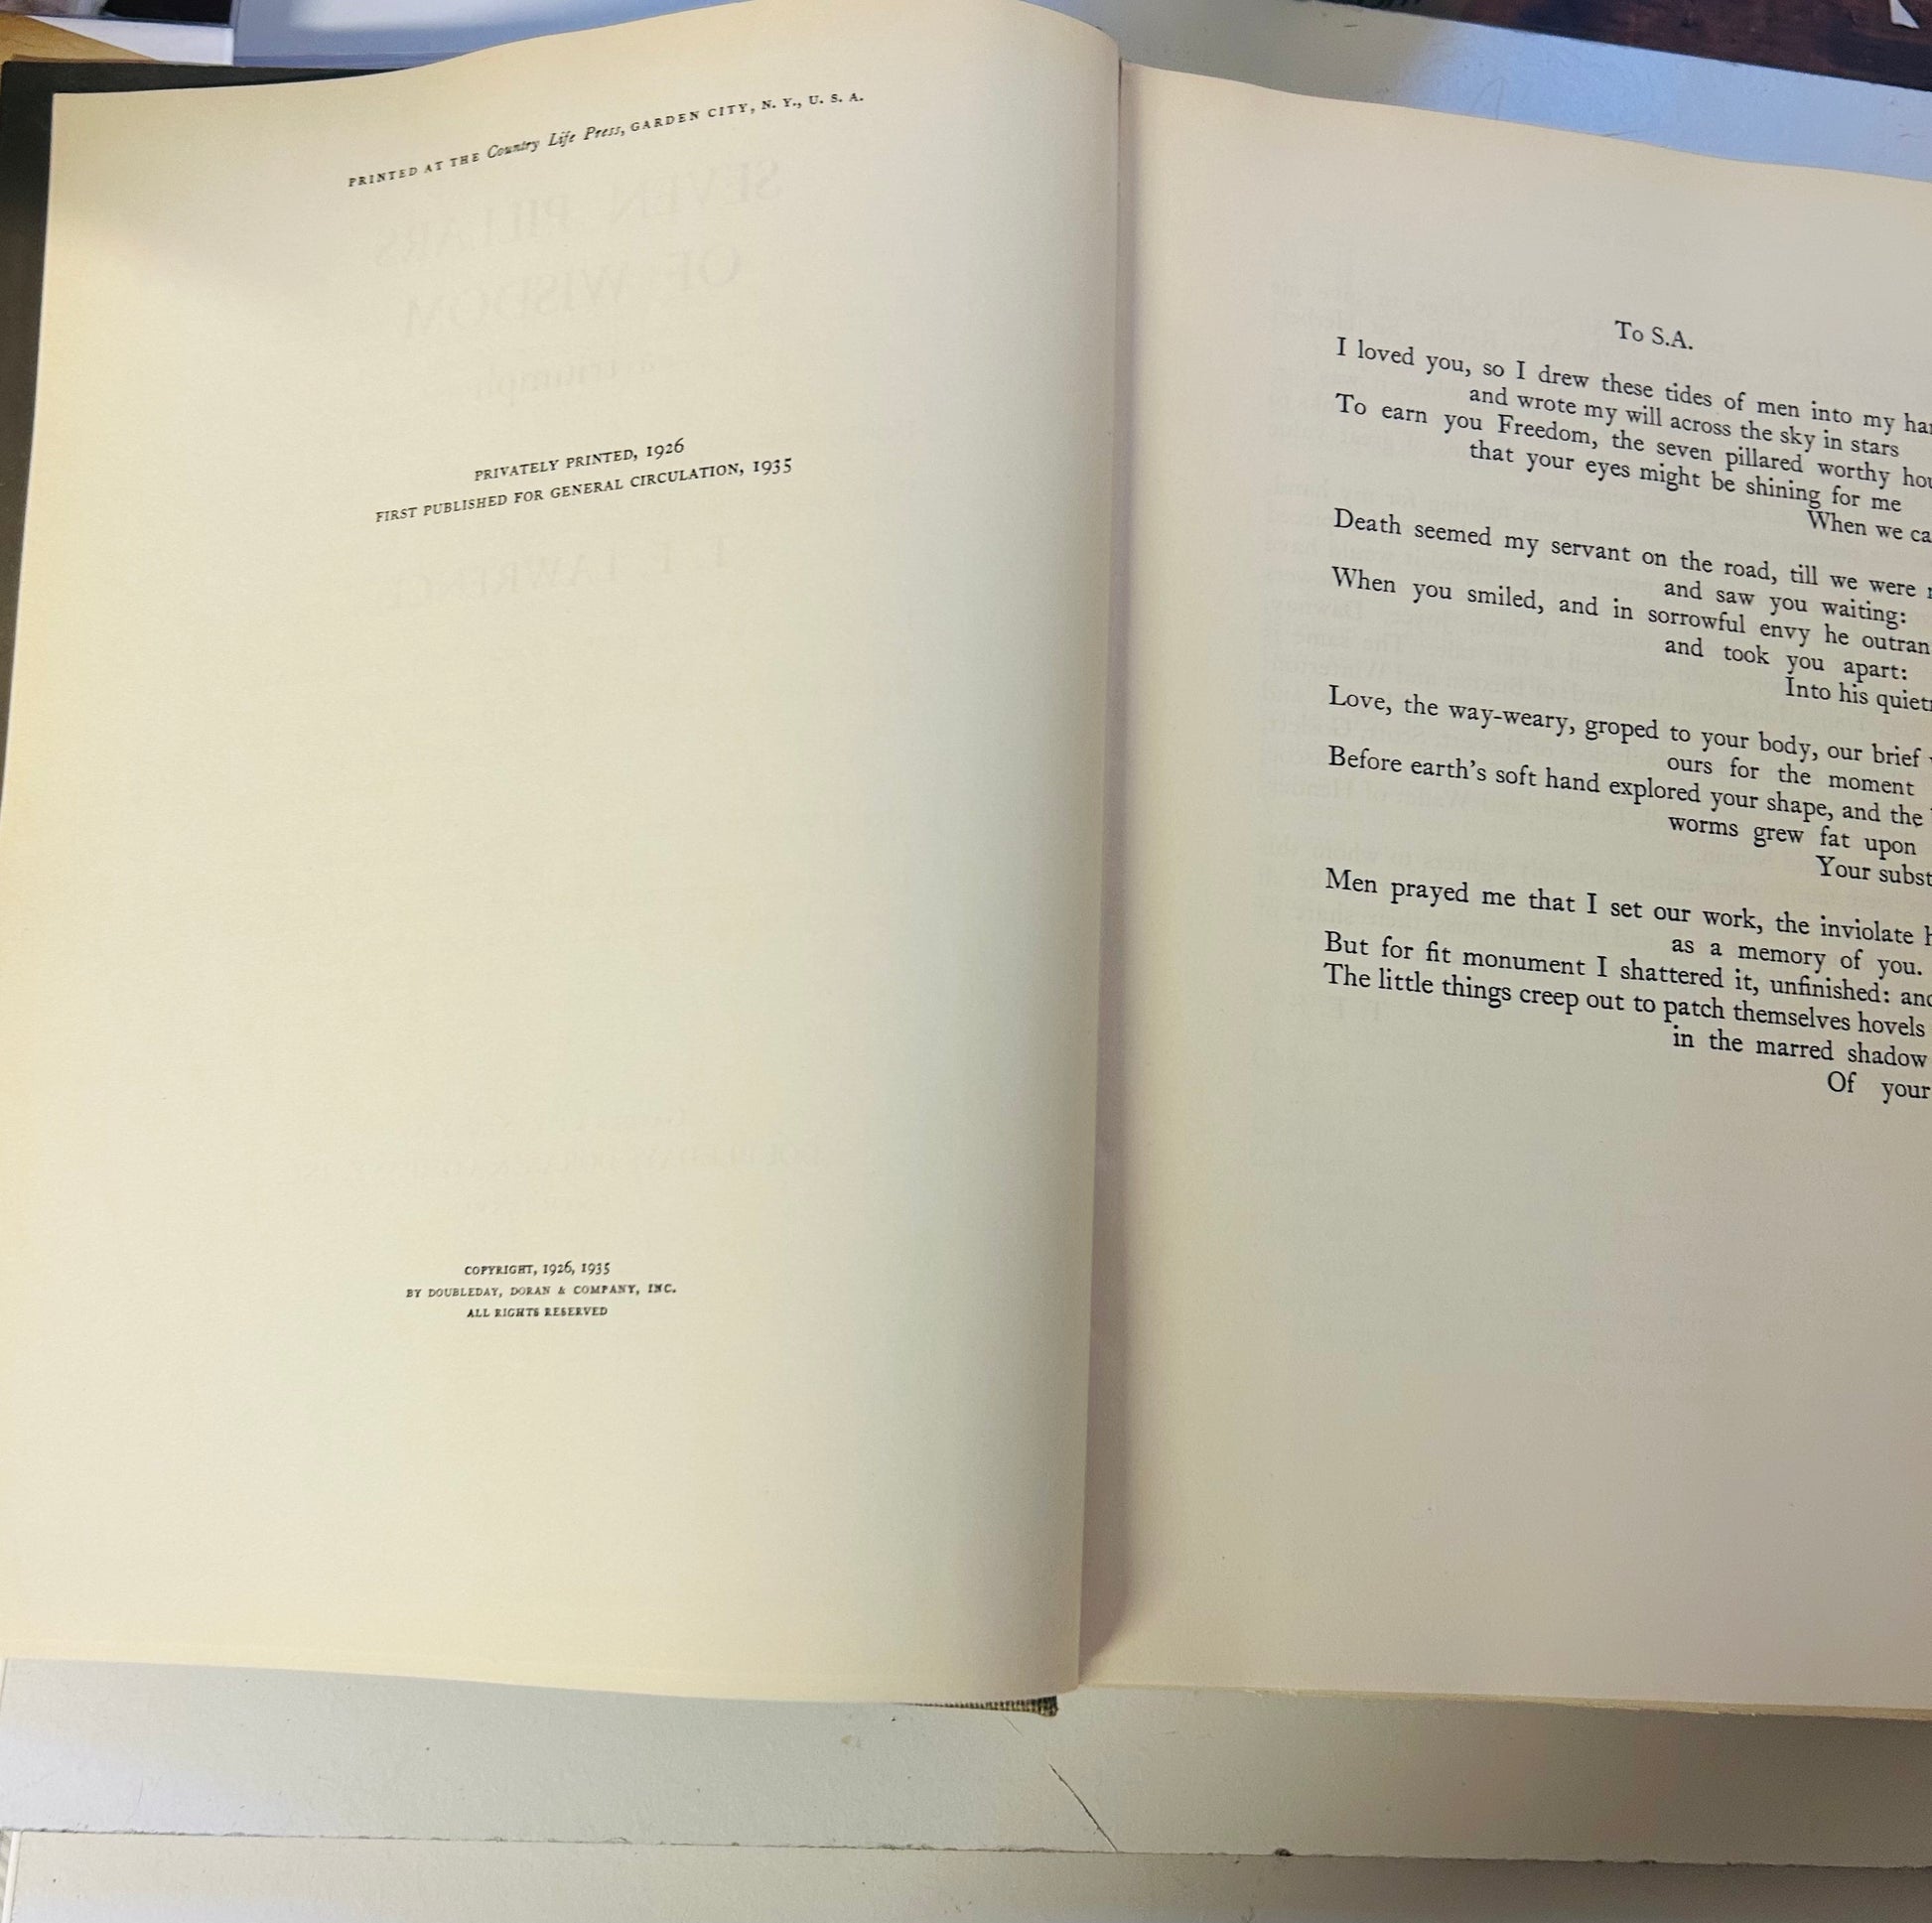 PRINTED AT THE Country Life Press, GARDEN CITY, N. Y., U. S. A.
PRIVATELY PRINTED, 1926
FIRST PUBLISHED FOR GENERAL CIRCULATION, 1935
COPYRIGHT, 1926, 1935
BY DOUBLEDAY, DORAN & COMPANY, INC.
ALL RIGHTS RESERVED
To S.A.
I loved you, so I drew these tides of men into my
and wrote my will across the sky in stars
To earn you Freedom, the seven pillared worthy
that your eyes might be shining for me
When we
Death seemed my servant on the road, till we were
and saw you waiting:
When you smiled, and in sorrowful envy he outran
and took you apart:
Into his
Love, the way-weary, groped to your body, our brief
ours for the moment
Before earth's soft hand explored your shape, and the
worms grew fat upon
Your
Men prayed me that I set our work, the inviolate
as a memory of you.
But for fit monument I shattered it, unfinished:
The little things creep out to patch themselves hovels
in the marred shadow
Of your